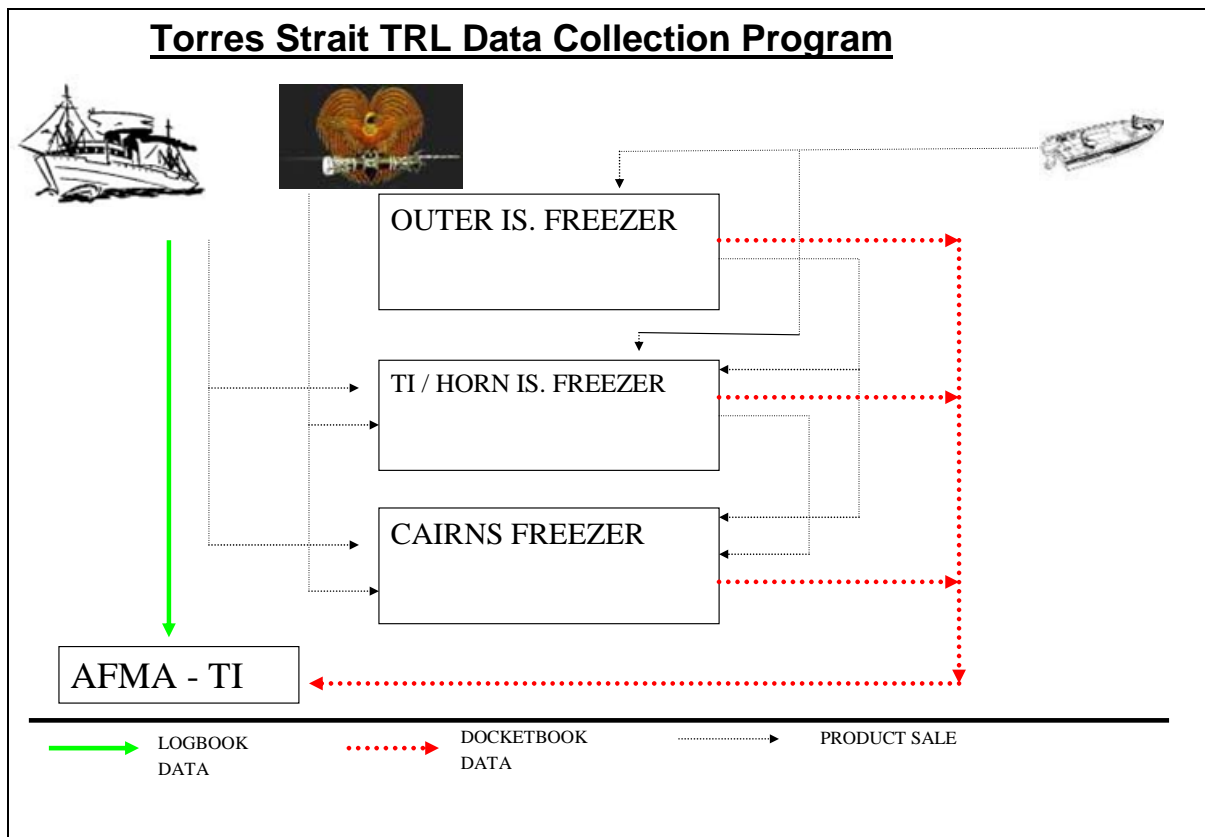 Torres Strait TRL Data Collection Program
OUTER IS. FREEZER
TI / HORN IS. FREEZER
CAIRNS FREEZER
AFMA - TI
LOGBOOK
DATA
DOCKETBOOK
DATA
PRODUCT SALE